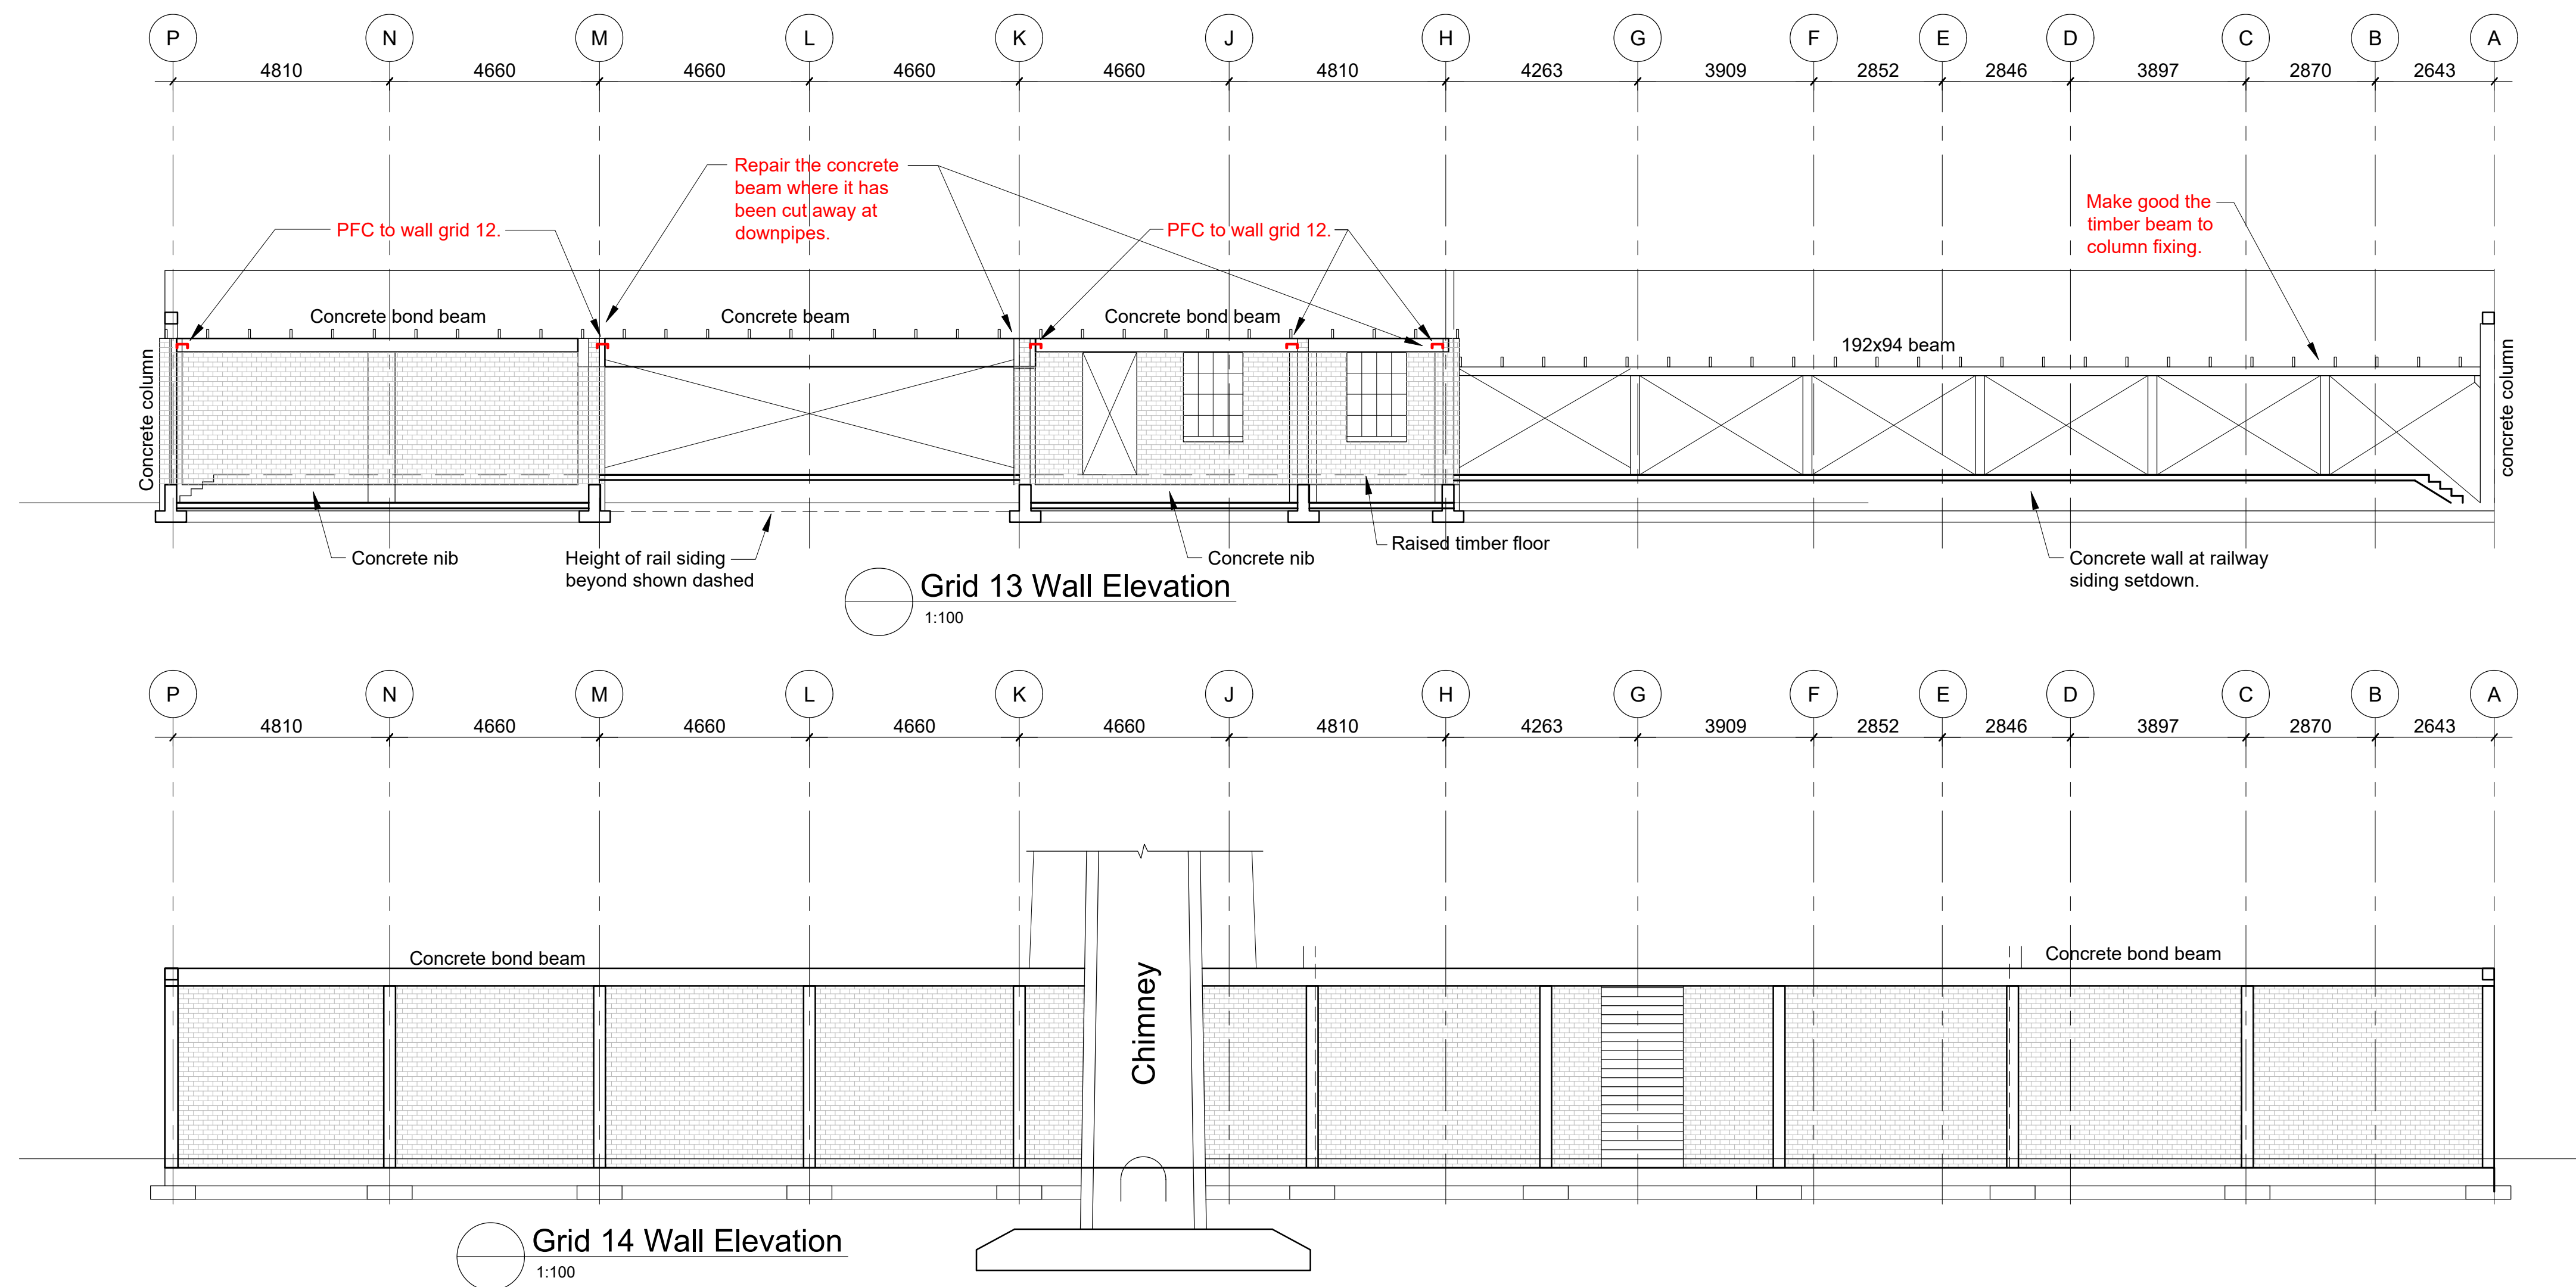 P N M L K J H G F E D C B A
4810 4660 4660 4660 4660 4810 4263 3909 2852 2846 3897 2870 2643
Repair the concrete
beam where it has
been cut away at
downpipes.
PFC to wall grid 12.
PFC to wall grid 12.
Make good the
timber beam to
column fixing.
Concrete bond beam
Concrete beam
Concrete bond beam
192x94 beam
Concrete column
concrete column
Concrete nib
Height of rail siding
beyond shown dashed
Concrete nib
Raised timber floor
Concrete wall at railway
siding setdown.
Grid 13 Wall Elevation
1:100
P N M L K J H G F E D C B A
4810 4660 4660 4660 4660 4810 4263 3909 2852 2846 3897 2870 2643
Concrete bond beam
Concrete bond beam
Chimney
Grid 14 Wall Elevation
1:100